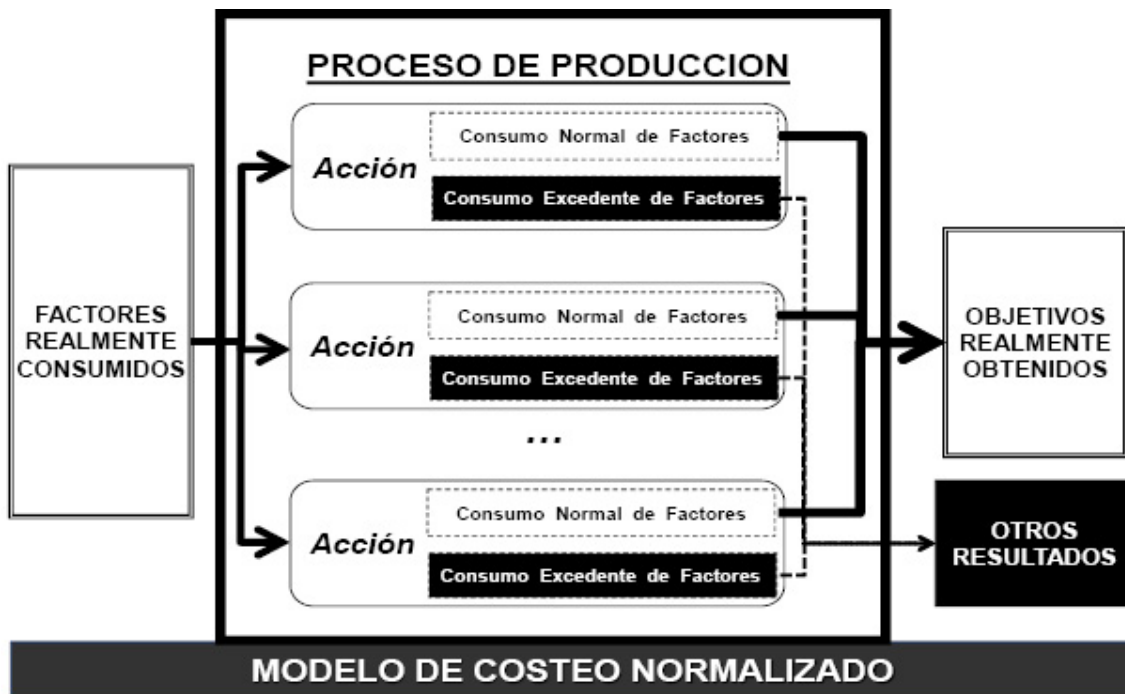 PROCESO DE PRODUCCION
FACTORES
REALMENTE
CONSUMIDOS
Acción
Consumo Normal de Factores
Consumo Excedente de Factores
Acción
Consumo Normal de Factores
Consumo Excedente de Factores
...
Acción
Consumo Normal de Factores
Consumo Excedente de Factores
OBJETIVOS
REALMENTE
OBTENIDOS
OTROS
RESULTADOS
MODELO DE COSTEO NORMALIZADO